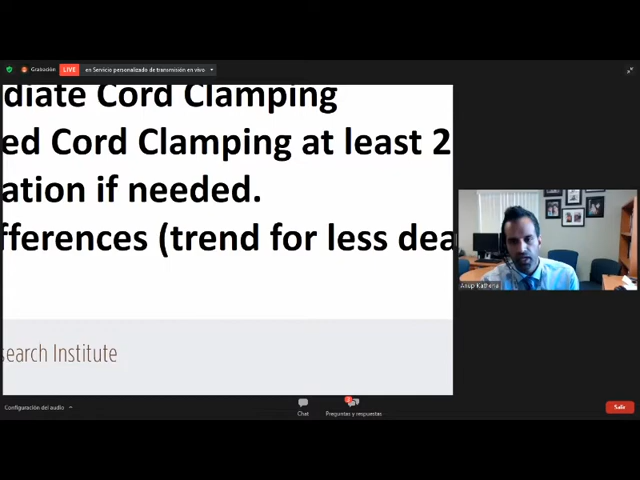 Grabación LIVE en Servicio personalizado de transmisión en vivo
diate Cord Clamping
ed Cord Clamping at least 2
ation if needed.
fferences (trend for less dea
search Institute
Anup Katheria
Configuración del audio
Chat
Preguntas y respuestas
Salir